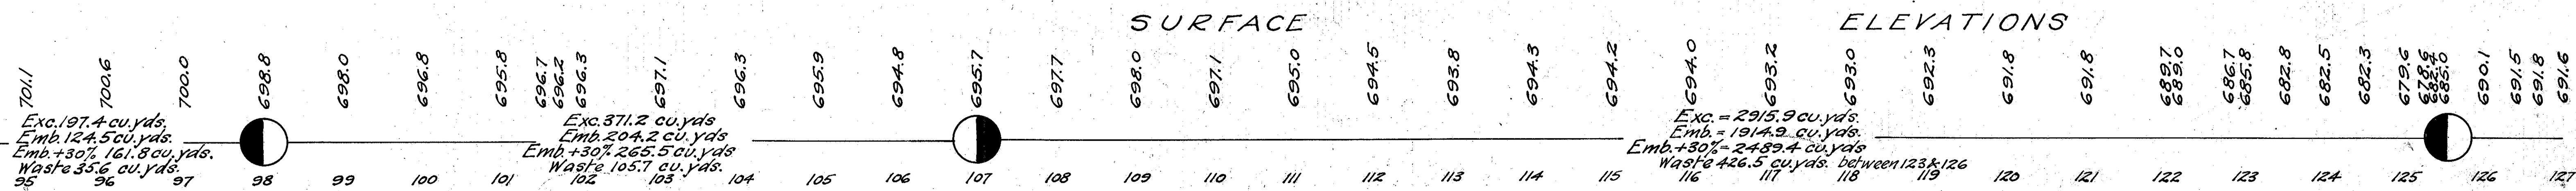 SURFACE ELEVATIONS
701.1 700.6 700.0 698.8 698.0 696.8 695.8 696.7 696.2 696.3 697.1 696.3 695.9 694.8 695.7 697.7 698.0 697.1 695.0 694.5 693.8 694.3 694.2 694.0 693.2 693.0 692.3 691.8 691.8 689.7 689.0 686.7 685.8 682.8 682.5 682.3 679.6 678.6 682.4 685.0 690.1 691.5 691.8 691.6
Exc. 197.4 cu.yds.
Emb. 124.5 cu.yds.
Emb.+30% 161.8 cu.yds.
Waste 35.6 cu.yds.
Exc. 371.2 cu.yds
Emb. 204.2 cu.yds
Emb.+30% 265.5 cu.yds
Waste 105.7 cu.yds.
Exc. = 2915.9 cu.yds.
Emb. = 1914.9 cu.yds.
Emb.+30% = 2489.4 cu.yds
Waste 426.5 cu.yds. between 123 & 126
95 96 97 98 99 100 101 102 103 104 105 106 107 108 109 110 111 112 113 114 115 116 117 118 119 120 121 122 123 124 125 126 127